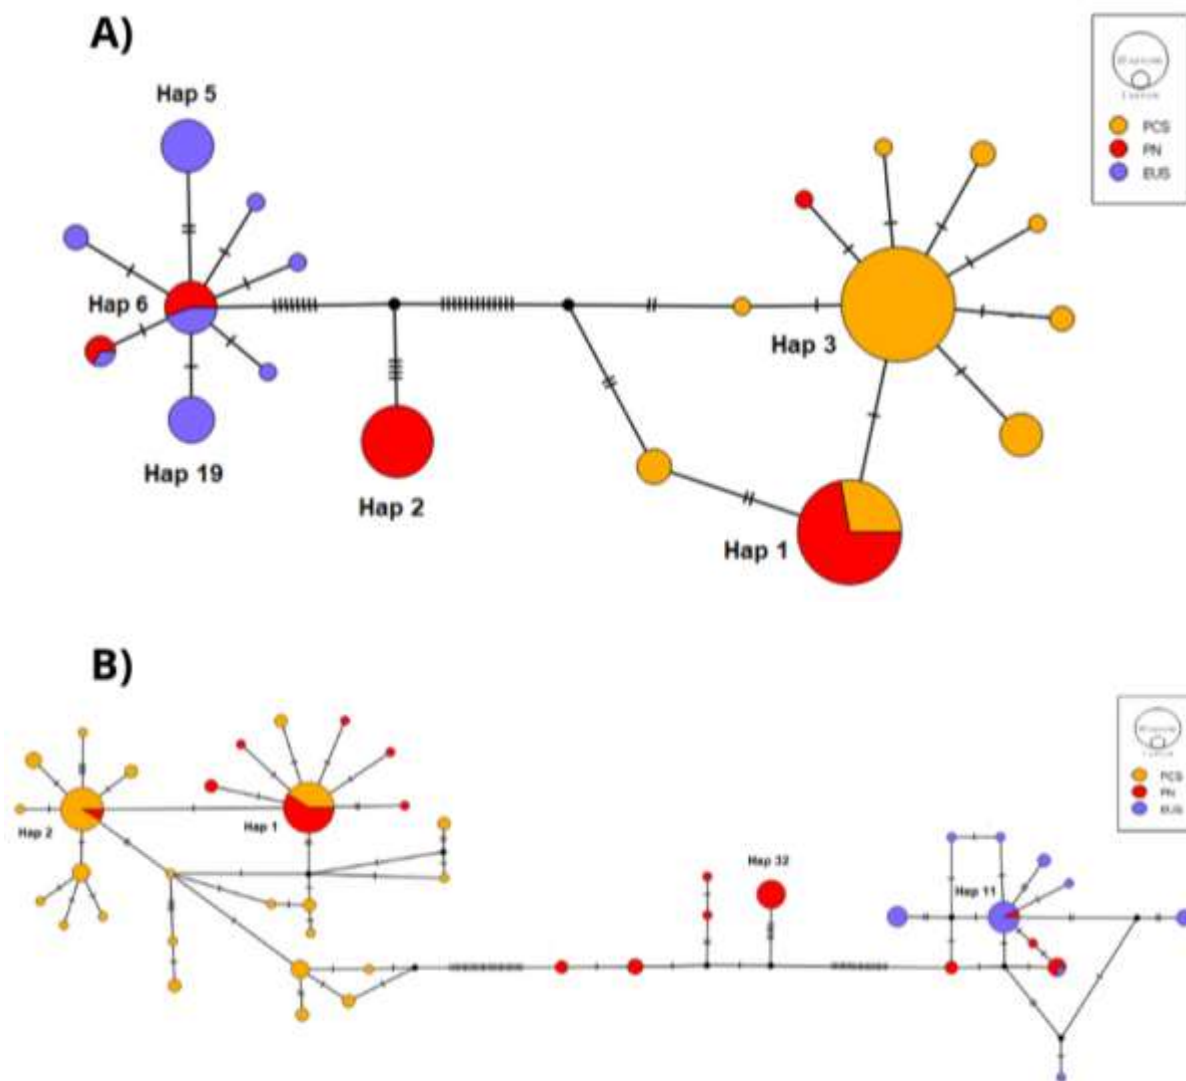 A)
Hap 5
PCS
PN
EUS
Hap 6
Hap 3
Hap 19
Hap 2
Hap 1
B)
PCS
PN
EUS
Hap 2
Hap 1
Hap 32
Hap 11